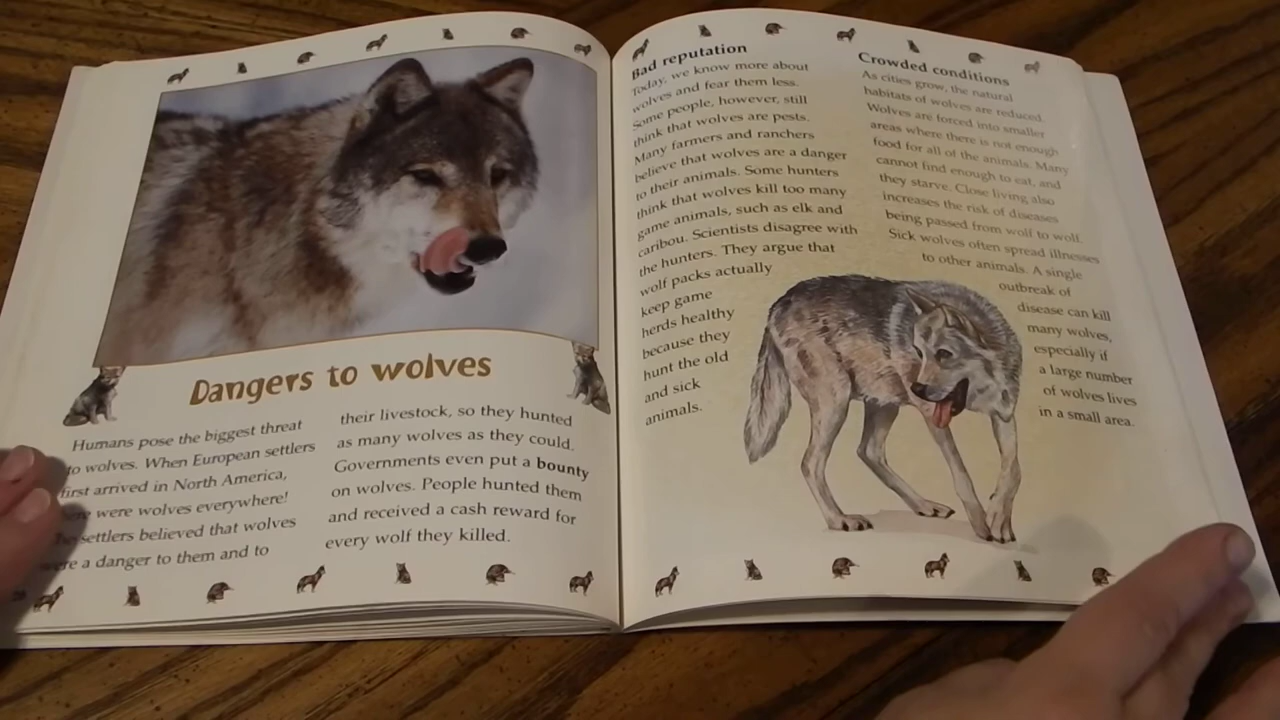 Dangers to wolves
Humans pose the biggest threat
to wolves. When European settlers
first arrived in North America,
were wolves everywhere!
settlers believed that wolves
a danger to them and to
their livestock, so they hunted
as many wolves as they could.
Governments even put a bounty
on wolves. People hunted them
and received a cash reward for
every wolf they killed.
Bad reputation
Today, we know more about
wolves and fear them less.
Some people, however, still
think that wolves are pests.
Many farmers and ranchers
believe that wolves are a danger
to their animals. Some hunters
think that wolves kill too many
game animals, such as elk and
caribou. Scientists disagree with
the hunters. They argue that
wolf packs actually
keep game
herds healthy
because they
hunt the old
and sick
animals.
Crowded conditions
As cities grow, the natural
habitats of wolves are reduced.
Wolves are forced into smaller
areas where there is not enough
food for all of the animals. Many
cannot find enough to eat, and
they starve. Close living also
increases the risk of diseases
being passed from wolf to wolf.
Sick wolves often spread illnesses
to other animals. A single
outbreak of
disease can kill
many wolves,
especially if
a large number
of wolves lives
in a small area.